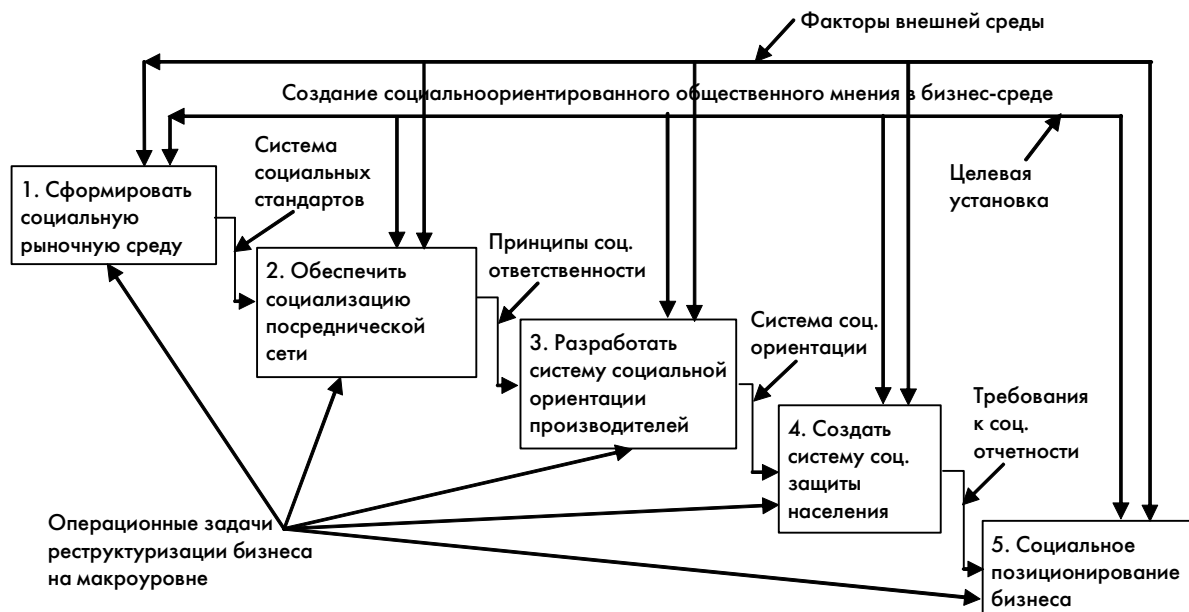 Факторы внешней среды
Создание социальноориентированного общественного мнения в бизнес-среде
Система
социальных
стандартов
Целевая
установка
1. Сформировать
социальную
рыночную среду
Принципы соц.
ответственности
2. Обеспечить
социализацию
посреднической
сети
Система соц.
ориентации
3. Разработать
систему социальной
ориентации
производителей
Требования
к соц.
отчетности
4. Создать
систему соц.
защиты
населения
Операционные задачи
реструктуризации бизнеса
на макроуровне
5. Социальное
позиционирование
бизнеса